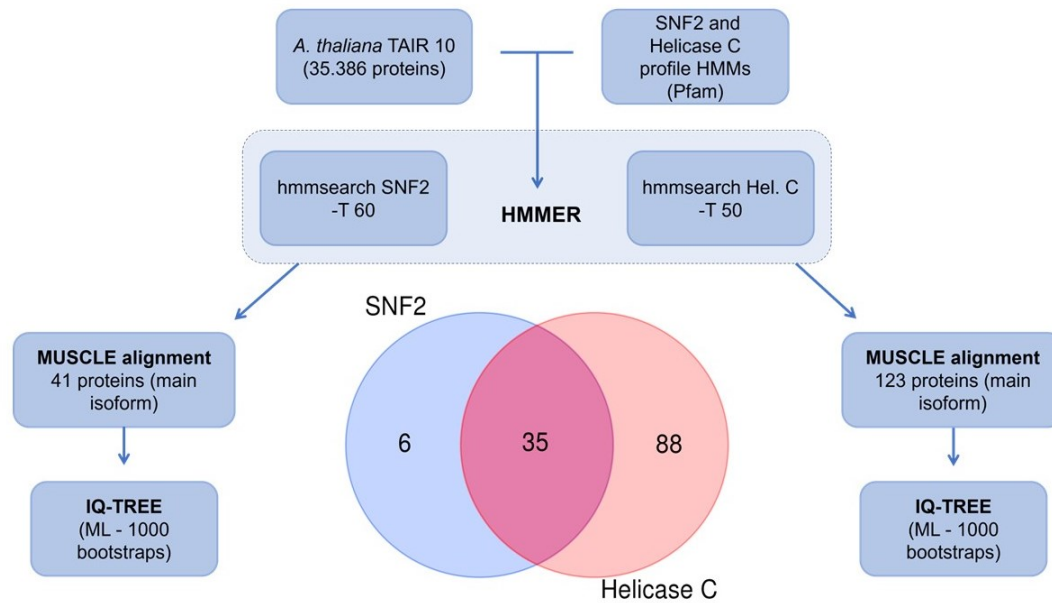 A. thaliana TAIR 10
(35.386 proteins)
SNF2 and
Helicase C
profile HMMs
(Pfam)
hmmsearch SNF2
-T 60
HMMER
hmmsearch Hel. C
-T 50
SNF2
MUSCLE alignment
41 proteins (main
isoform)
IQ-TREE
(ML - 1000
bootstraps)
6
35
88
Helicase C
MUSCLE alignment
123 proteins (main
isoform)
IQ-TREE
(ML - 1000
bootstraps)